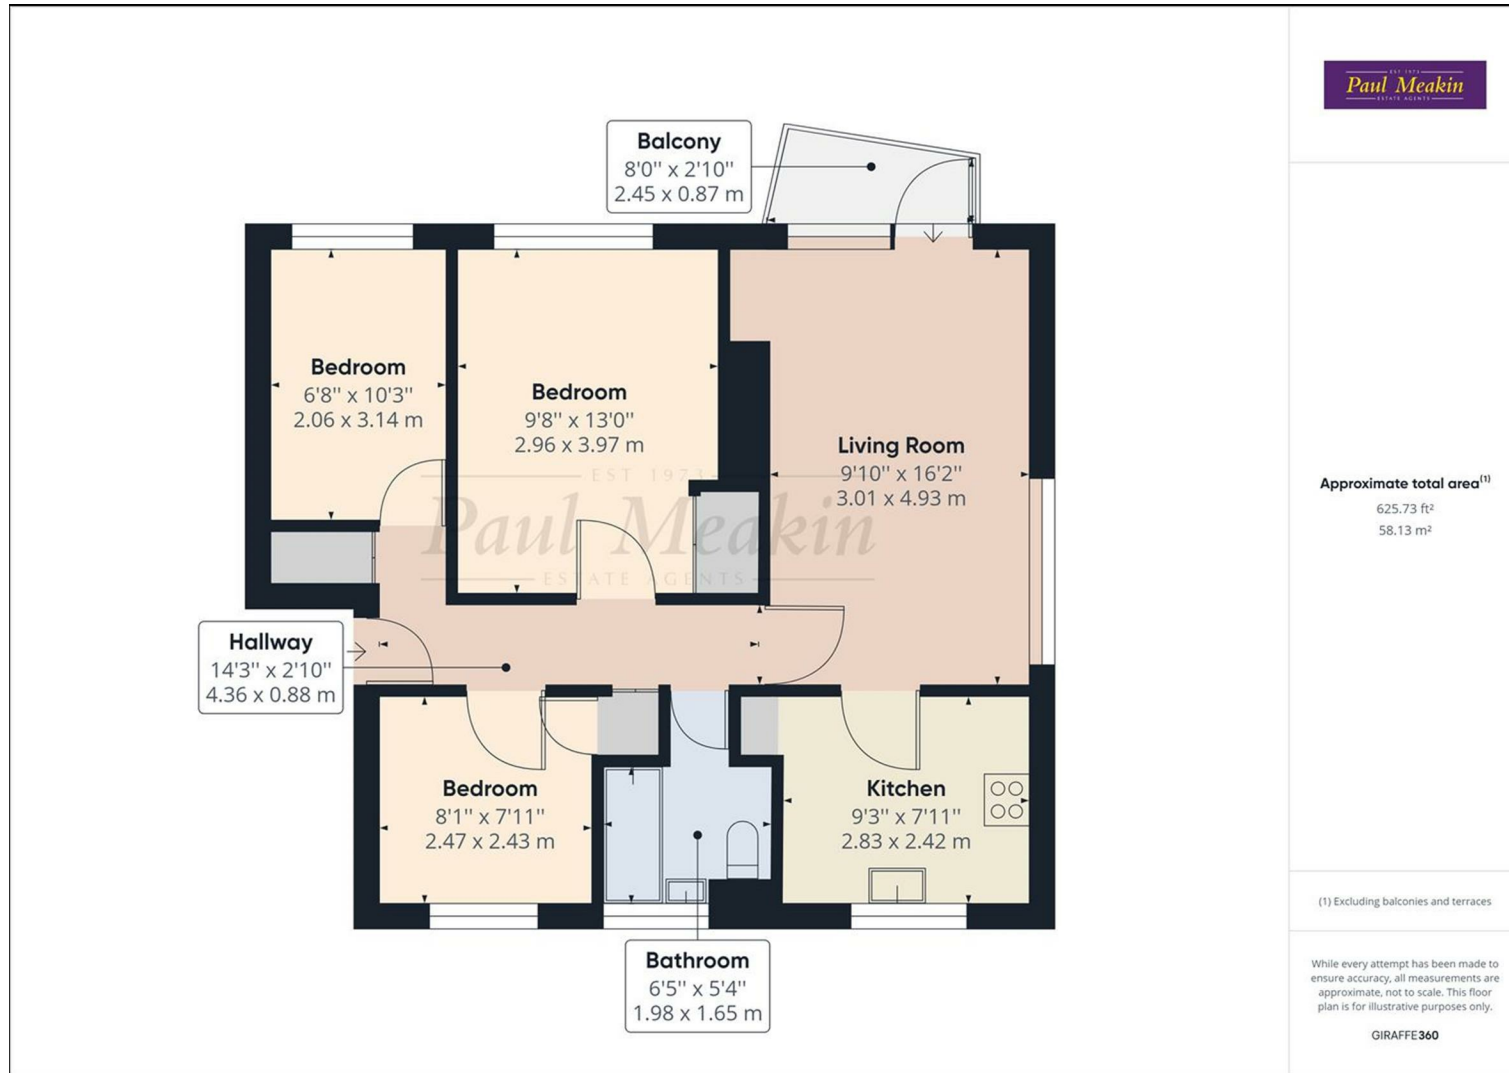 EST 1973
Paul Meakin
ESTATE AGENTS
Balcony
8'0'' x 2'10''
2.45 x 0.87 m
Bedroom
6'8'' x 10'3''
2.06 x 3.14 m
Bedroom
9'8'' x 13'0''
2.96 x 3.97 m
Living Room
9'10'' x 16'2''
3.01 x 4.93 m
EST 1973
Paul Meakin
ESTATE AGENTS
Hallway
14'3'' x 2'10''
4.36 x 0.88 m
Bedroom
8'1'' x 7'11''
2.47 x 2.43 m
Kitchen
9'3'' x 7'11''
2.83 x 2.42 m
Bathroom
6'5'' x 5'4''
1.98 x 1.65 m
Approximate total area(1)
625.73 ft²
58.13 m²
(1) Excluding balconies and terraces
While every attempt has been made to
ensure accuracy, all measurements are
approximate, not to scale. This floor
plan is for illustrative purposes only.
GIRAFFE360